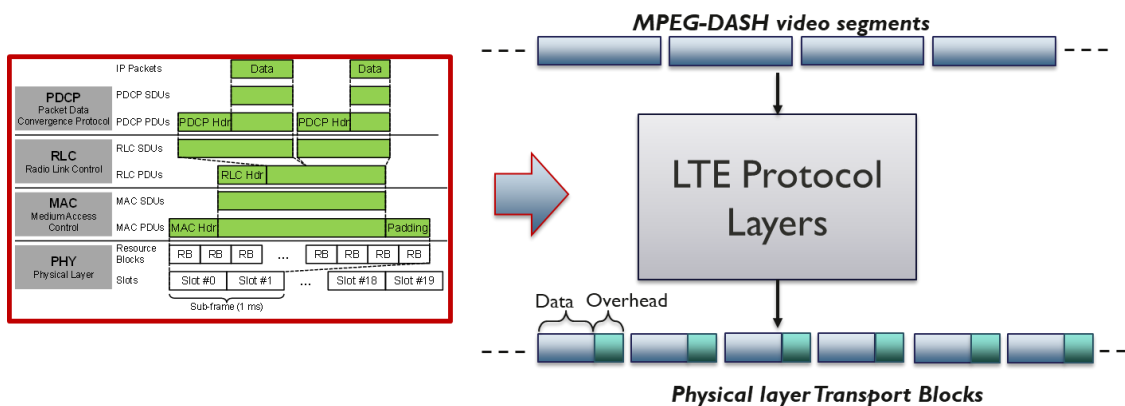 MPEG-DASH video segments
IP Packets
Data
Data
PDCP
Packet Data
Convergence Protocol
PDCP SDUs
PDCP PDUs
PDCP Hdr
PDCP Hdr
RLC
Radio Link Control
RLC SDUs
RLC PDUs
RLC Hdr
MAC
Medium Access
Control
MAC SDUs
MAC PDUs
MAC Hdr
Padding
PHY
Physical Layer
Resource
Blocks
RB RB RB ... RB RB RB RB
Slots
Slot #0 Slot #1 ... Slot #18 Slot #19
Sub-frame (1 ms)
LTE Protocol
Layers
Data Overhead
Physical layer Transport Blocks